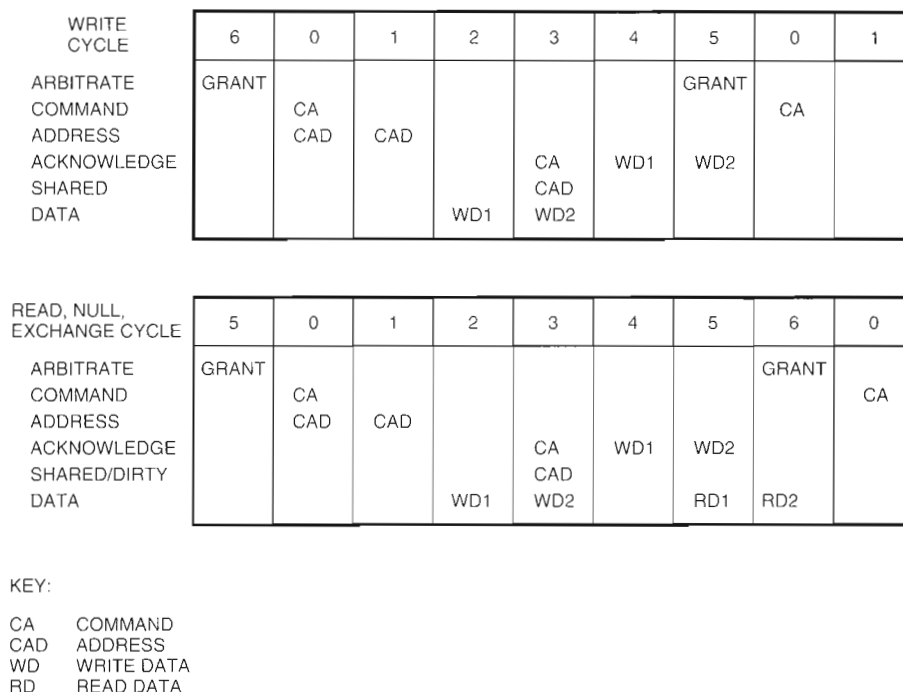 WRITE CYCLE 6 0 1 2 3 4 5 0 1
ARBITRATE GRANT GRANT
COMMAND CA CA
ADDRESS CAD CAD
ACKNOWLEDGE CA WD1 WD2
SHARED CAD
DATA WD1 WD2
READ, NULL,
EXCHANGE CYCLE 5 0 1 2 3 4 5 6 0
ARBITRATE GRANT GRANT
COMMAND CA CA
ADDRESS CAD CAD
ACKNOWLEDGE CA WD1 WD2
SHARED/DIRTY CAD
DATA WD1 WD2 RD1 RD2
KEY:
CA COMMAND
CAD ADDRESS
WD WRITE DATA
RD READ DATA